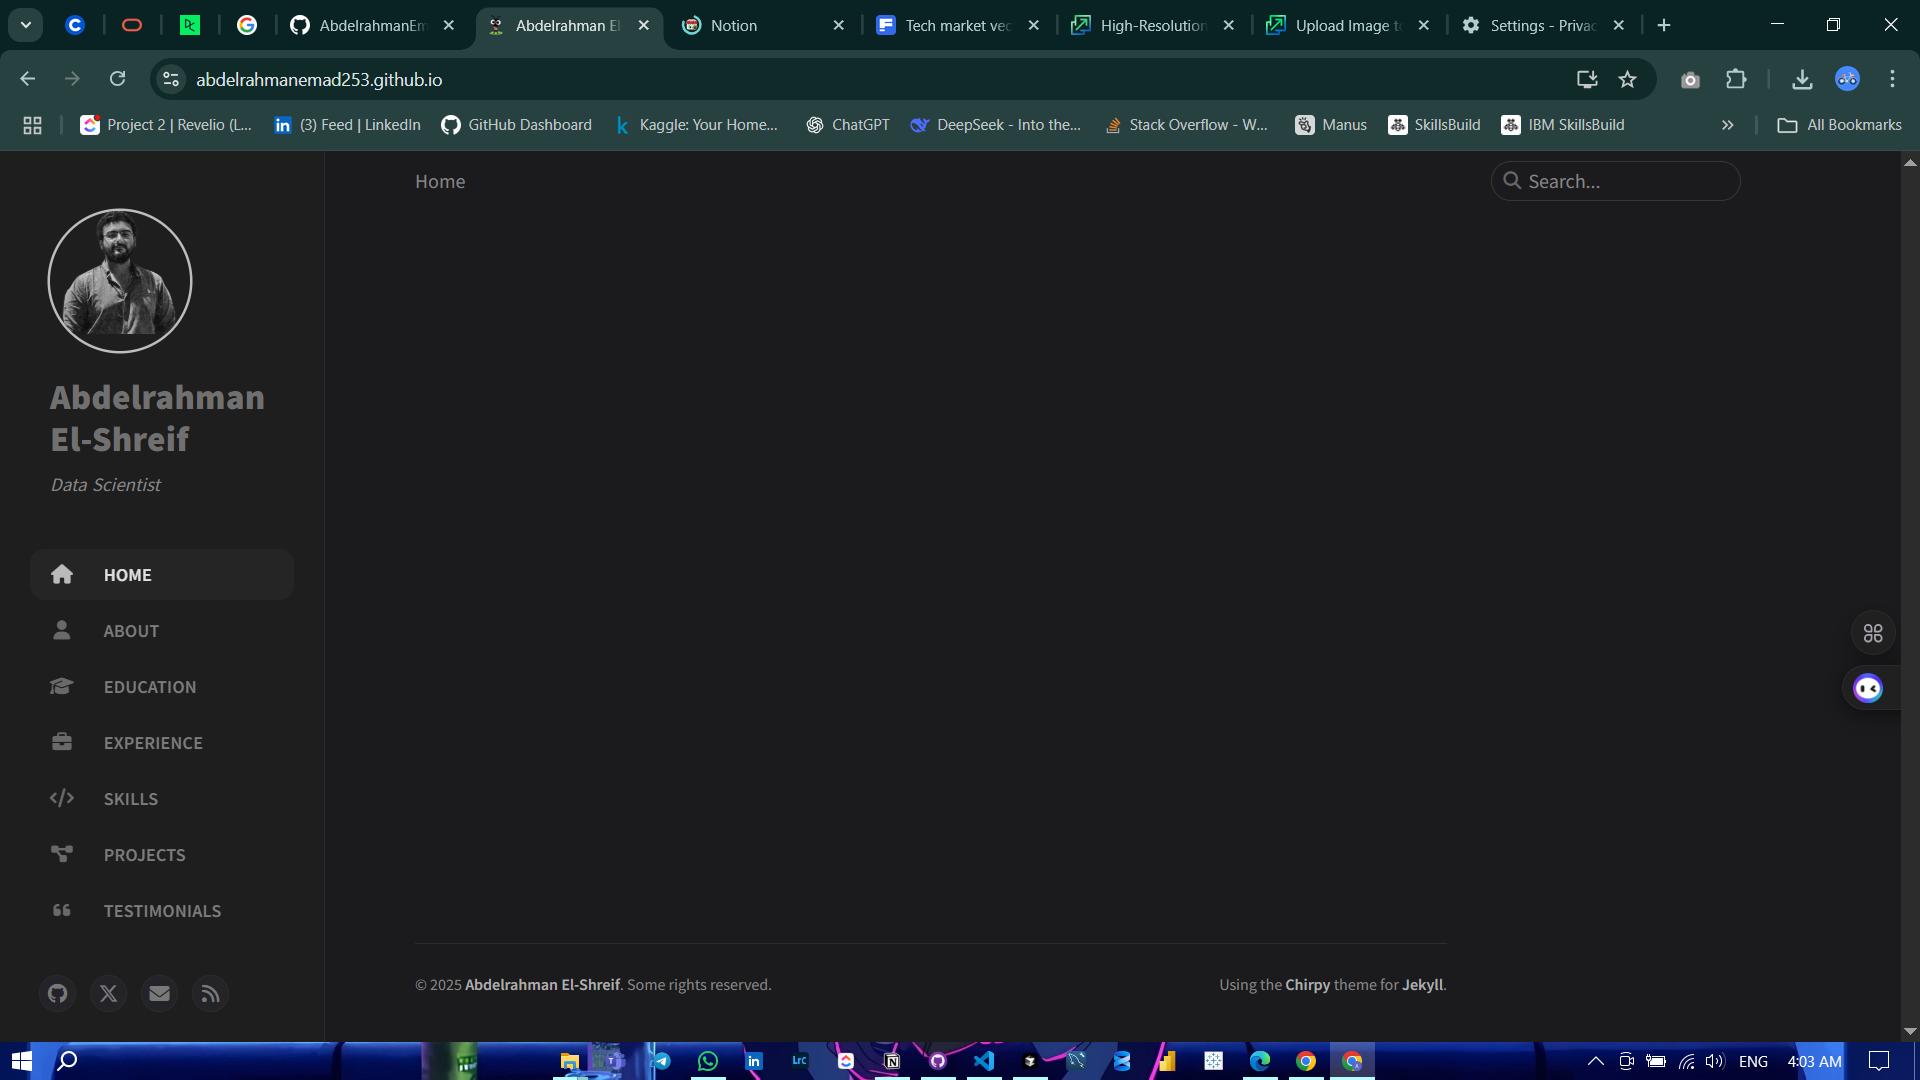 AbdelrahmanEm
Abdelrahman El
Notion
Tech market vec
High-Resolution
Upload Image to
Settings - Privac
abdelrahmanemad253.github.io
Project 2 | Revelio (L...
(3) Feed | LinkedIn
GitHub Dashboard
Kaggle: Your Home...
ChatGPT
DeepSeek - Into the...
Stack Overflow - W...
Manus
SkillsBuild
IBM SkillsBuild
All Bookmarks
Home
Search...
Abdelrahman
El-Shreif
Data Scientist
HOME
ABOUT
EDUCATION
EXPERIENCE
SKILLS
PROJECTS
TESTIMONIALS
© 2025 Abdelrahman El-Shreif. Some rights reserved.
Using the Chirpy theme for Jekyll.
Lrc
ENG
4:03 AM